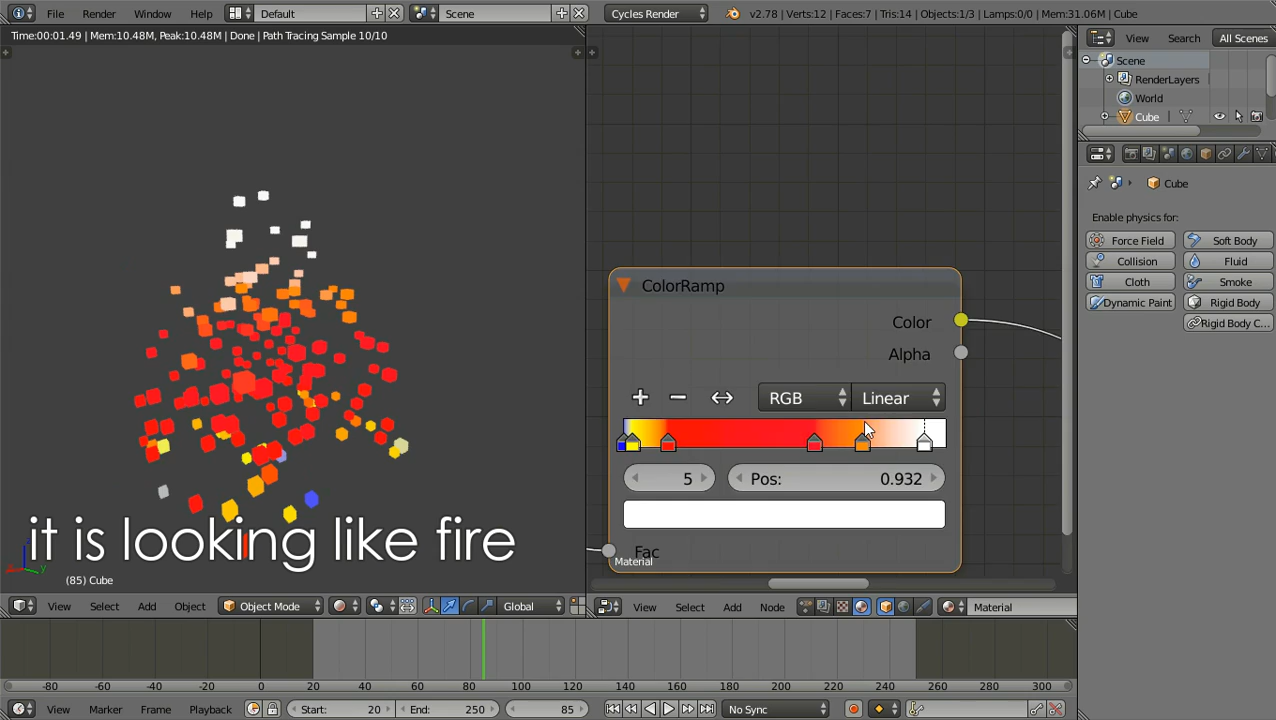 File Render Window Help Default Scene Cycles Render v2.78 | Verts:12 | Faces:7 | Tris:14 | Objects:1/3 | Lamps:0/0 | Mem:31.06M | Cube
Time:00:01.49 | Mem:10.48M, Peak:10.48M | Done | Path Tracing Sample 10/10
View Search All Scenes
Scene
RenderLayers
World
Cube
Cube
Enable physics for:
Force Field Soft Body
Collision Fluid
Cloth Smoke
Dynamic Paint Rigid Body
Rigid Body C...
ColorRamp
Color
Alpha
RGB Linear
5 Pos: 0.932
Fac
Material
it is looking like fire
z y
(85) Cube
View Select Add Object Object Mode Global
View Select Add Node Material
-80 -60 -40 -20 0 20 40 60 80 100 120 140 160 180 200 220 240 260 280 300
View Marker Frame Playback Start: 20 End: 250 85 No Sync